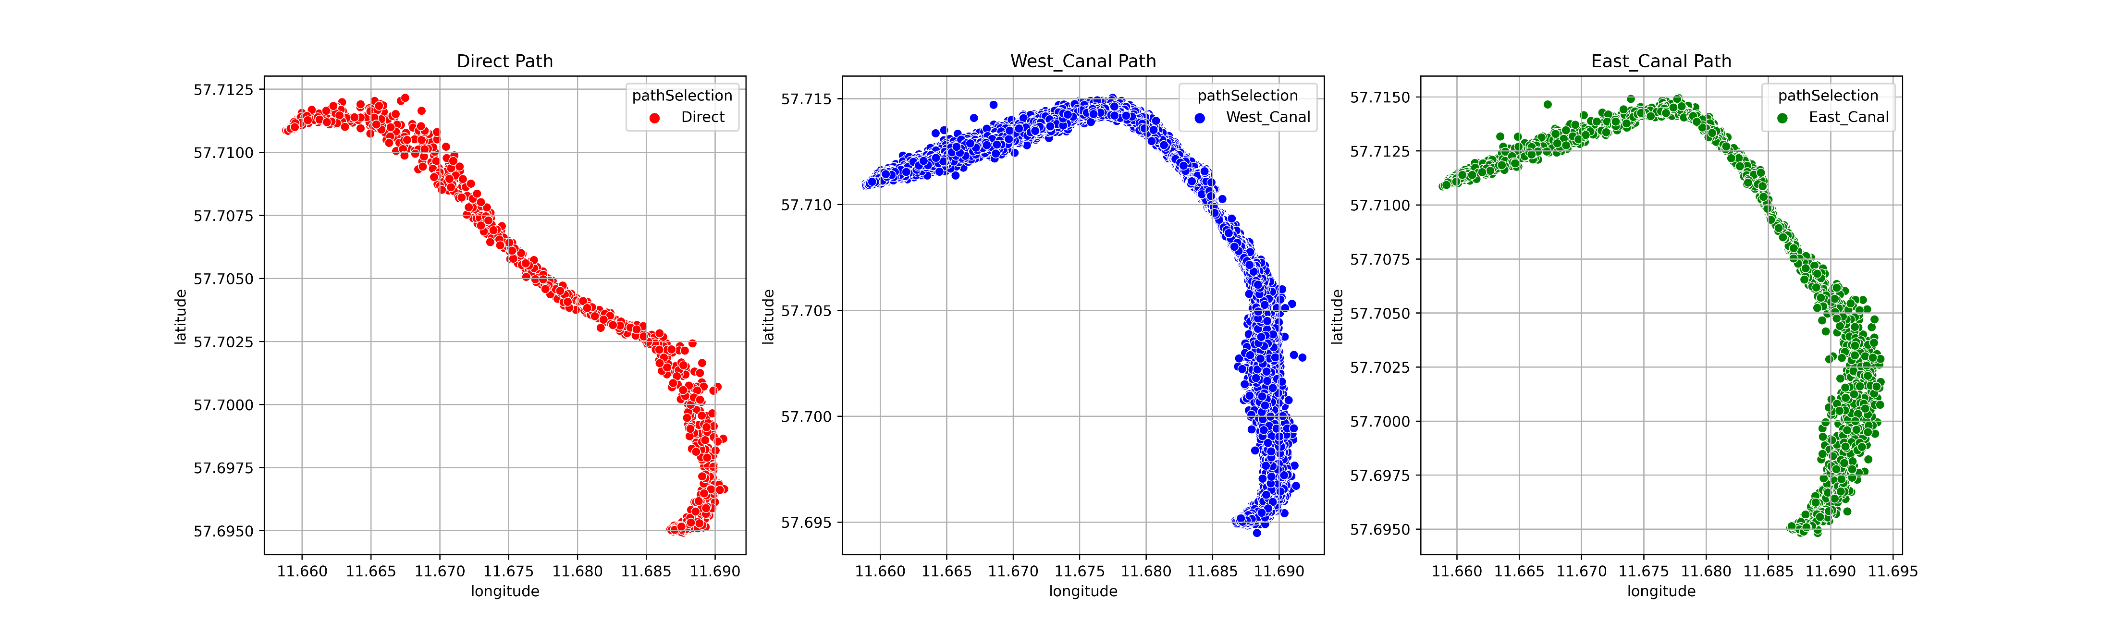 Direct Path
57.7125
57.7100
57.7075
57.7050
57.7025
57.7000
57.6975
57.6950
latitude
11.660 11.665 11.670 11.675 11.680 11.685 11.690
longitude
pathSelection
Direct
West_Canal Path
57.715
57.710
57.705
57.700
57.695
latitude
11.660 11.665 11.670 11.675 11.680 11.685 11.690
longitude
pathSelection
West_Canal
East_Canal Path
57.7150
57.7125
57.7100
57.7075
57.7050
57.7025
57.7000
57.6975
57.6950
latitude
11.660 11.665 11.670 11.675 11.680 11.685 11.690 11.695
longitude
pathSelection
East_Canal